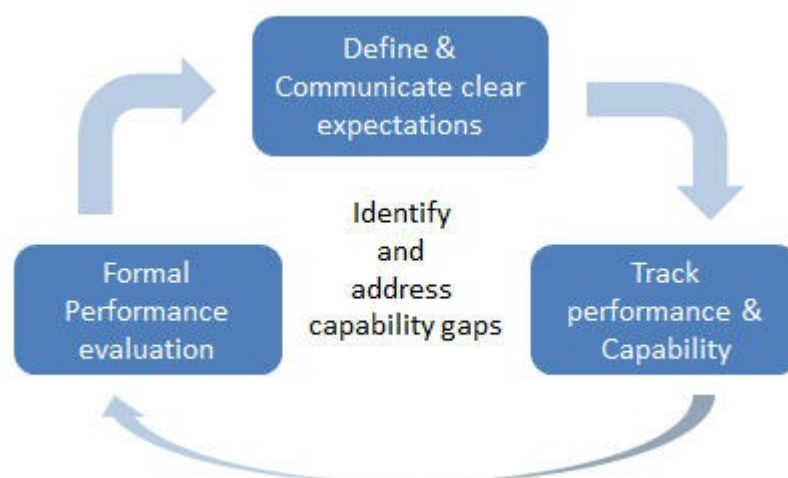 Define &
Communicate clear
expectations
Identify
and
address
capability gaps
Formal
Performance
evaluation
Track
performance &
Capability